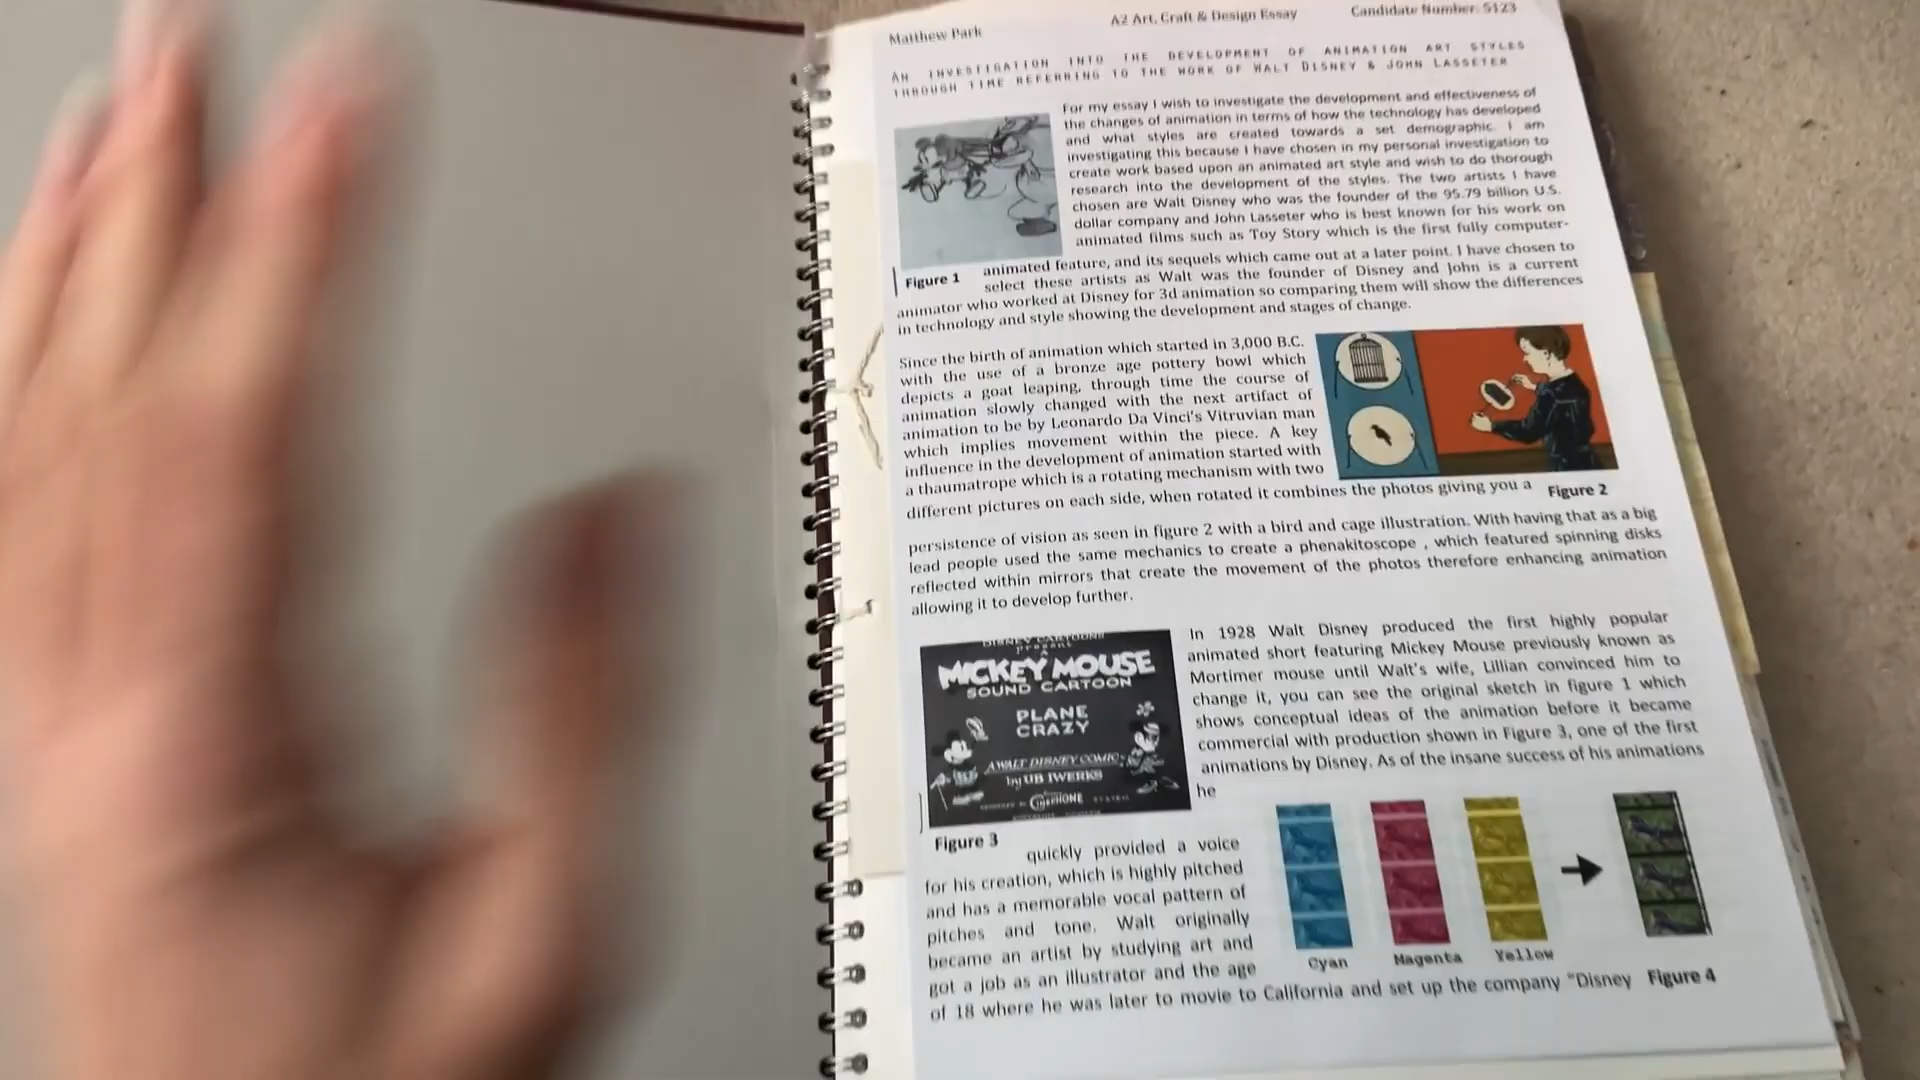 Matthew Park
A2 Art, Craft & Design Essay
Candidate Number: 5123
AN INVESTIGATION INTO THE DEVELOPMENT OF ANIMATION ART STYLES
THROUGH TIME REFERRING TO THE WORK OF WALT DISNEY & JOHN LASSETER
For my essay I wish to investigate the development and effectiveness of
the changes of animation in terms of how the technology has developed
and what styles are created towards a set demographic. I am
investigating this because I have chosen in my personal investigation to
create work based upon an animated art style and wish to do thorough
research into the development of the styles. The two artists I have
chosen are Walt Disney who was the founder of the 95.79 billion U.S.
dollar company and John Lasseter who is best known for his work on
animated films such as Toy Story which is the first fully computer-
animated feature, and its sequels which came out at a later point. I have chosen to
Figure 1
select these artists as Walt was the founder of Disney and John is a current
animator who worked at Disney for 3d animation so comparing them will show the differences
in technology and style showing the development and stages of change.
Since the birth of animation which started in 3,000 B.C.
with the use of a bronze age pottery bowl which
depicts a goat leaping, through time the course of
animation slowly changed with the next artifact of
animation to be by Leonardo Da Vinci's Vitruvian man
which implies movement within the piece. A key
influence in the development of animation started with
a thaumatrope which is a rotating mechanism with two
different pictures on each side, when rotated it combines the photos giving you a
Figure 2
persistence of vision as seen in figure 2 with a bird and cage illustration. With having that as a big
lead people used the same mechanics to create a phenakitoscope , which featured spinning disks
reflected within mirrors that create the movement of the photos therefore enhancing animation
allowing it to develop further.
DISNEY CARTOONS
present
A
MICKEY MOUSE
SOUND CARTOON
PLANE
CRAZY
A WALT DISNEY COMIC
by UB IWERKS
CINEPHONE
Figure 3
In 1928 Walt Disney produced the first highly popular
animated short featuring Mickey Mouse previously known as
Mortimer mouse until Walt's wife, Lillian convinced him to
change it, you can see the original sketch in figure 1 which
shows conceptual ideas of the animation before it became
commercial with production shown in Figure 3, one of the first
animations by Disney. As of the insane success of his animations
he
quickly provided a voice
for his creation, which is highly pitched
and has a memorable vocal pattern of
pitches and tone. Walt originally
became an artist by studying art and
got a job as an illustrator and the age
of 18 where he was later to movie to California and set up the company "Disney
Cyan
Magenta
Yellow
Figure 4